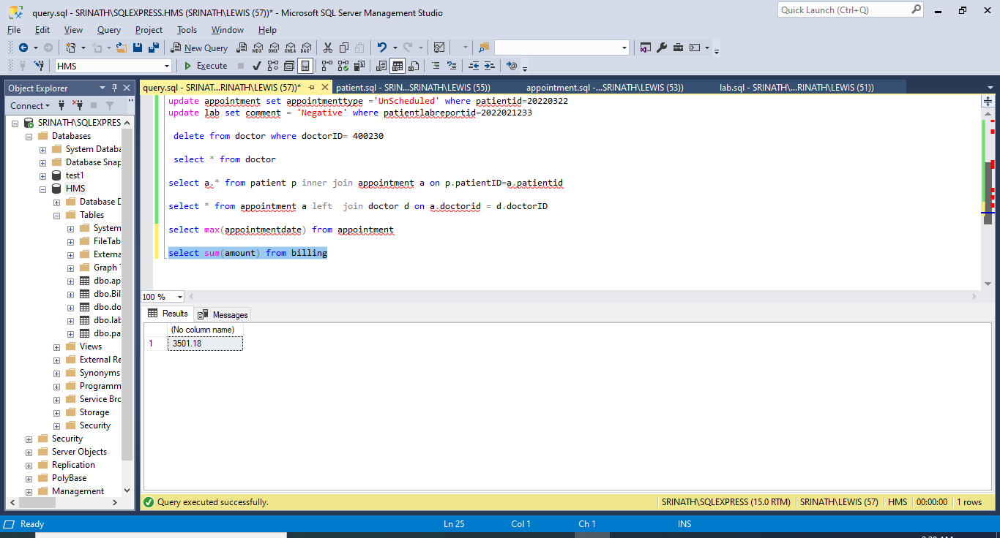 query.sql - SRINATH\SQLEXPRESS.HMS (SRINATH\LEWIS (57))* - Microsoft SQL Server Management Studio
Quick Launch (Ctrl+Q)
File Edit View Query Project Tools Window Help
New Query MDX DMX XMLA DAX
HMS Execute
Object Explorer
query.sql - SRINAT...RINATH\LEWIS (57))* patient.sql - SRIN...SRINATH\LEWIS (55)) appointment.sql -...SRINATH\LEWIS (53)) lab.sql - SRINATH\...RINATH\LEWIS (51))
Connect
SRINATH\SQLEXPRES
Databases
System Databa
Database Snap
test1
HMS
Database D
Tables
System
FileTab
Externa
Graph T
dbo.ap
dbo.Bil
dbo.do
dbo.lab
dbo.pa
Views
External Re
Synonyms
Programm
Service Bro
Storage
Security
Security
Server Objects
Replication
PolyBase
Management
update appointment set appointmenttype ='UnScheduled' where patientid=20220322
update lab set comment = 'Negative' where patientlabreportid=2022021233
delete from doctor where doctorID= 400230
select * from doctor
select a.* from patient p inner join appointment a on p.patientID=a.patientid
select * from appointment a left  join doctor d on a.doctorid = d.doctorID
select max(appointmentdate) from appointment
select sum(amount) from billing
100 %
Results Messages
(No column name)
1 3501.18
Query executed successfully. SRINATH\SQLEXPRESS (15.0 RTM) SRINATH\LEWIS (57) HMS 00:00:00 1 rows
Ready Ln 25 Col 1 Ch 1 INS